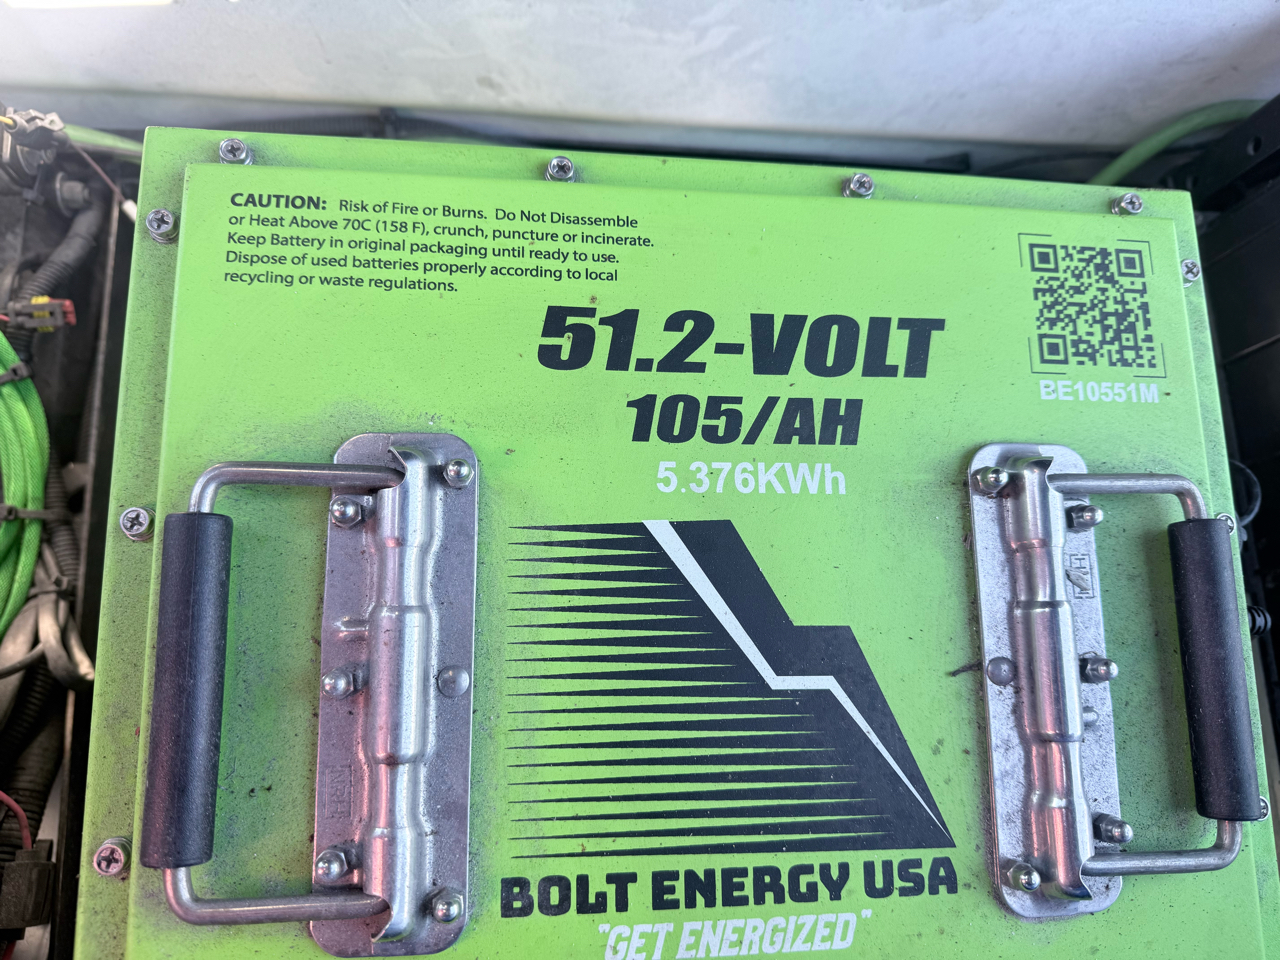 CAUTION: Risk of Fire or Burns. Do Not Disassemble
or Heat Above 70C (158 F), crunch, puncture or incinerate.
Keep Battery in original packaging until ready to use.
Dispose of used batteries properly according to local
recycling or waste regulations.
51.2-VOLT
105/AH
5.376KWh
BE10551M
BOLT ENERGY USA
"GET ENERGIZED"